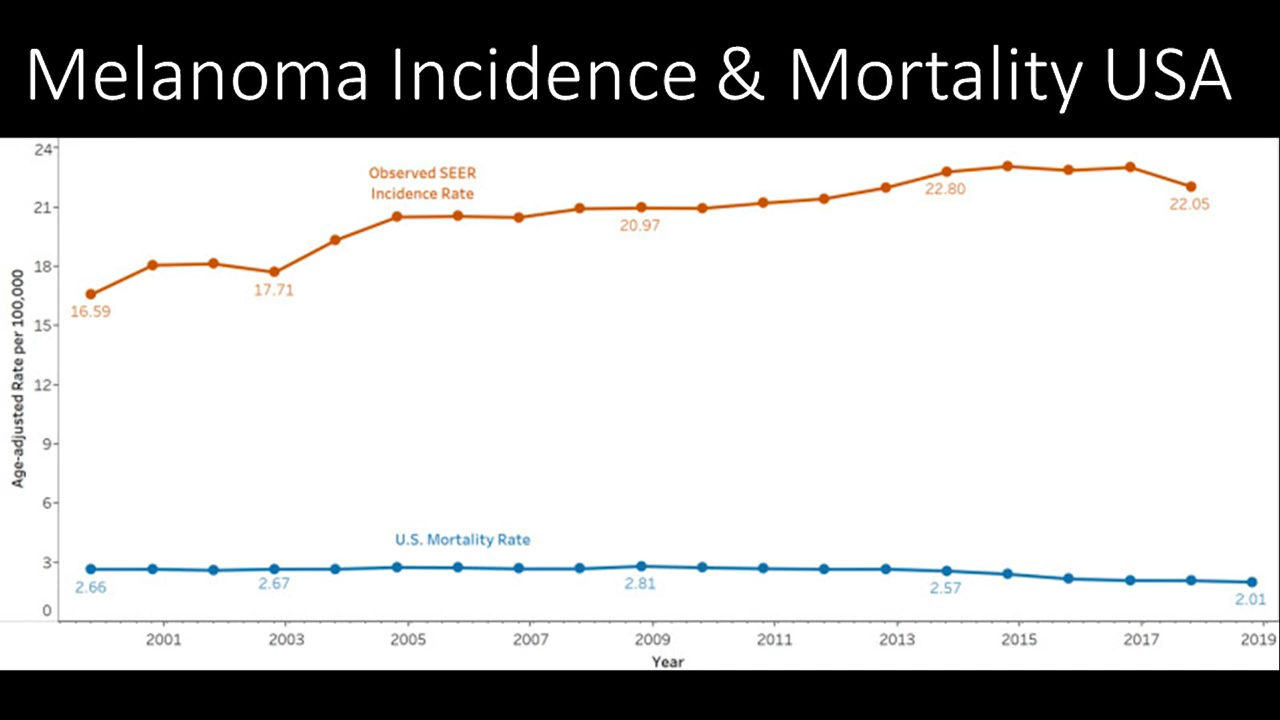 Melanoma Incidence & Mortality USA
24
21
18
15
12
9
6
3
0
Age-adjusted Rate per 100,000
Observed SEER
Incidence Rate
16.59
17.71
20.97
22.80
22.05
U.S. Mortality Rate
2.66
2.67
2.81
2.57
2.01
2001 2003 2005 2007 2009 2011 2013 2015 2017 2019
Year